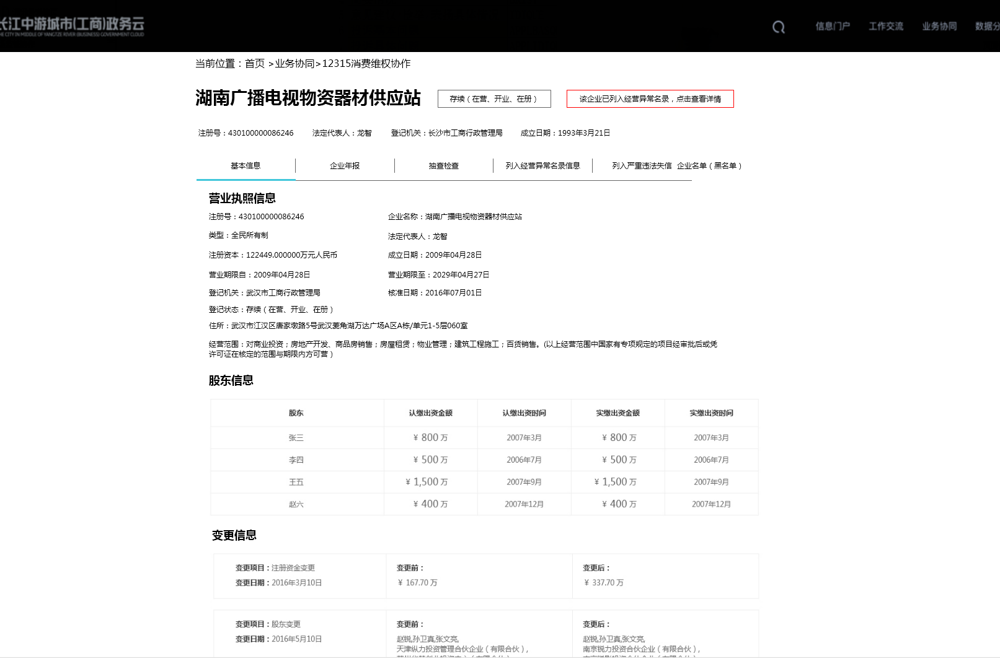 长江中游城市(工商)政务云
THE CITY IN MIDDLE OF YANGTZE RIVER (BUSINESS) GOVERNMENT CLOUD
信息门户 工作交流 业务协同 数据分
当前位置：首页 >业务协同>12315消费维权协作
湖南广播电视物资器材供应站 存续（在营、开业、在册） 该企业已列入经营异常名录，点击查看详情
注册号：430100000086246 法定代表人：龙智 登记机关：长沙市工商行政管理局 成立日期：1993年3月21日
基本信息 企业年报 抽查检查 列入经营异常名录信息 列入严重违法失信 企业名单（黑名单）
营业执照信息
注册号：430100000086246 企业名称：湖南广播电视物资器材供应站
类型：全民所有制 法定代表人：龙智
注册资本：122449.000000万元人民币 成立日期：2009年04月28日
营业期限自：2009年04月28日 营业期限至：2029年04月27日
登记机关：武汉市工商行政管理局 核准日期：2016年07月01日
登记状态：存续（在营、开业、在册）
住所：武汉市江汉区唐家墩路5号武汉菱角湖万达广场A区A栋/单元1-5层060室
经营范围：对商业投资；房地产开发、商品房销售；房屋租赁；物业管理；建筑工程施工；百货销售。(以上经营范围中国家有专项规定的项目经审批后或凭
许可证在核定的范围与期限内方可营）
股东信息
股东 认缴出资金额 认缴出资时间 实缴出资金额 实缴出资时间
张三 ¥ 800 万 2007年3月 ¥ 800 万 2007年3月
李四 ¥ 500 万 2006年7月 ¥ 500 万 2006年7月
王五 ¥ 1,500 万 2007年9月 ¥ 1,500 万 2007年9月
赵六 ¥ 400 万 2007年12月 ¥ 400 万 2007年12月
变更信息
变更项目：注册资金变更 变更前： 变更后：
变更日期：2016年3月10日 ¥ 167.70 万 ¥ 337.70 万
变更项目：股东变更 变更前： 变更后：
变更日期：2016年5月10日 赵锐,孙卫真,张文亮, 赵锐,孙卫真,张文亮,
天津纵力投资管理合伙企业（有限合伙）, 南京锐力投资合伙企业（有限合伙）,